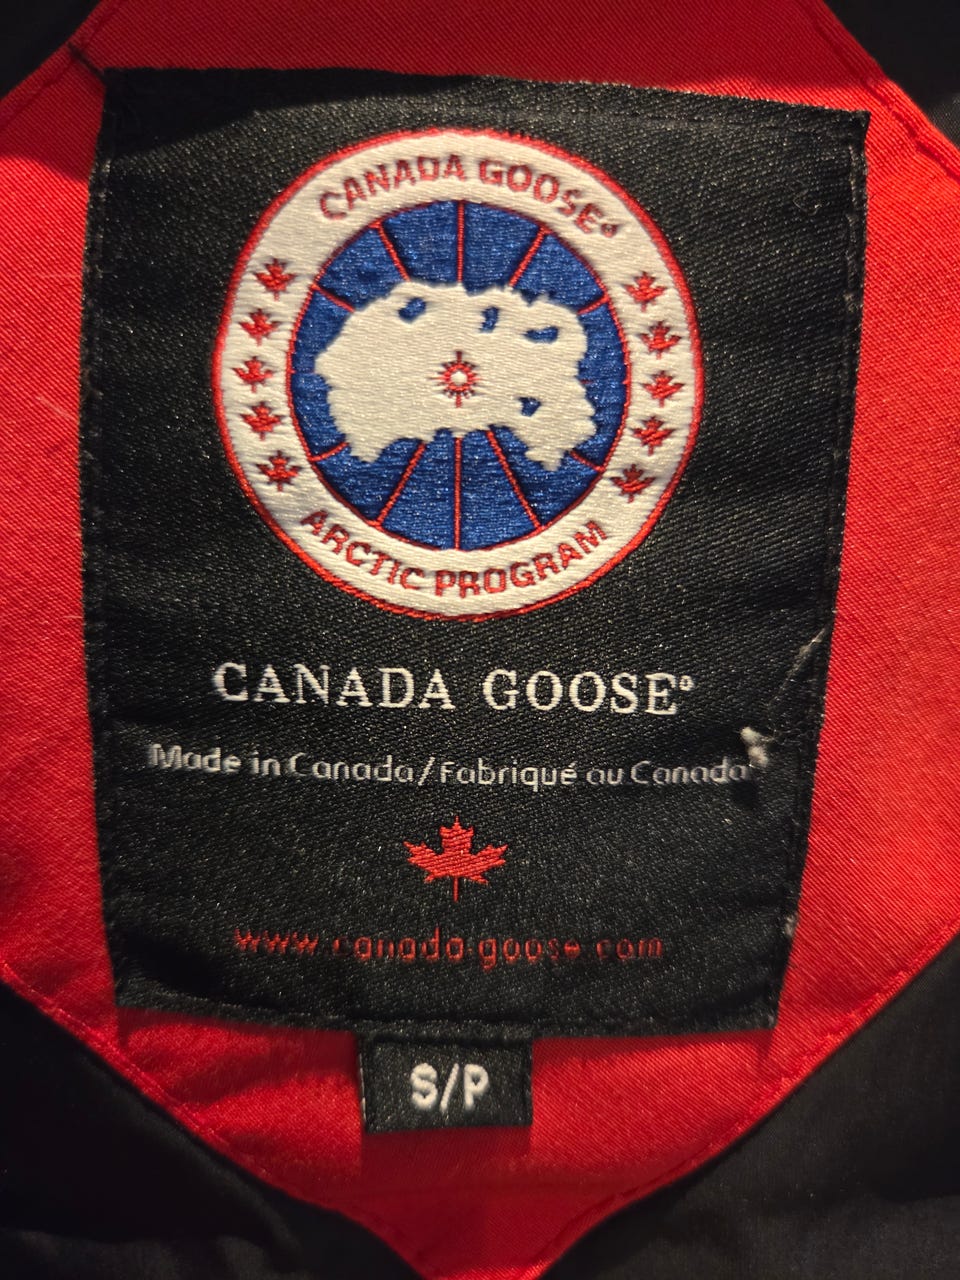 CANADA GOOSE®
ARCTIC PROGRAM
CANADA GOOSE®
Made in Canada/Fabriqué au Canada
www.canada-goose.com
S/P